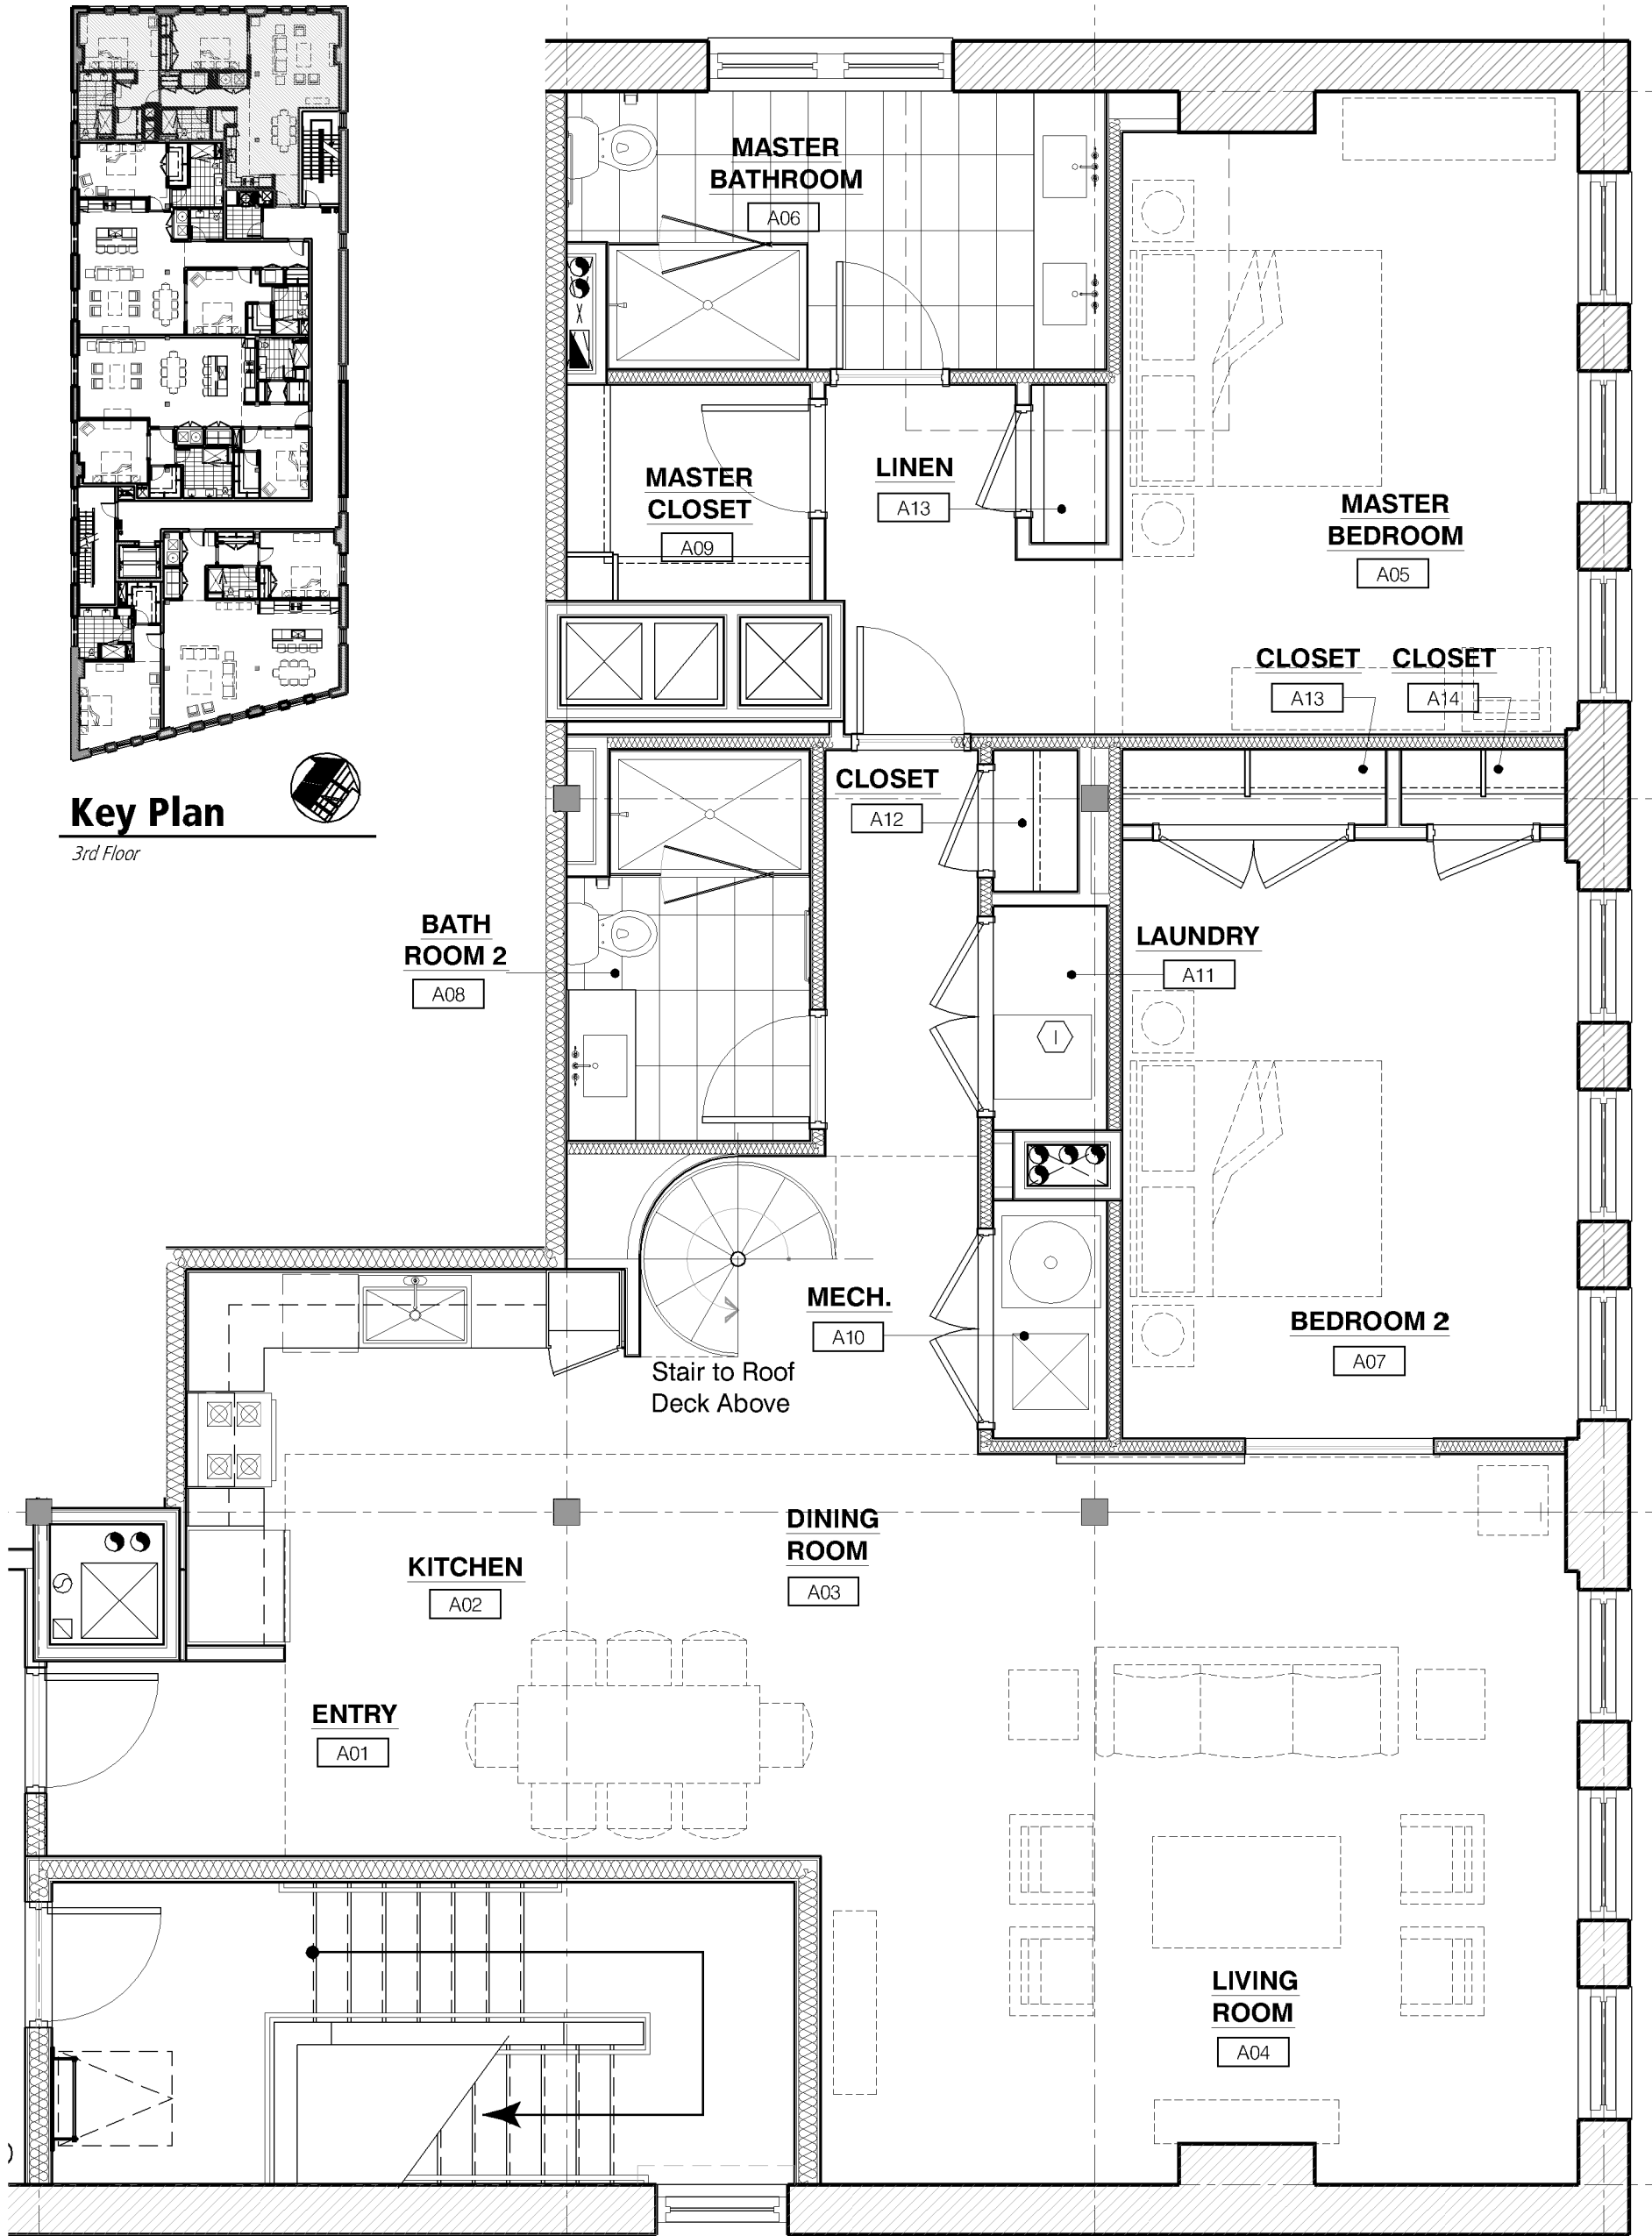 MASTER
BATHROOM
A06
MASTER
CLOSET
A09
LINEN
A13
MASTER
BEDROOM
A05
CLOSET
A13
CLOSET
A14
Key Plan
3rd Floor
CLOSET
A12
BATH
ROOM 2
A08
LAUNDRY
A11
MECH.
A10
BEDROOM 2
A07
Stair to Roof
Deck Above
KITCHEN
A02
DINING
ROOM
A03
ENTRY
A01
LIVING
ROOM
A04